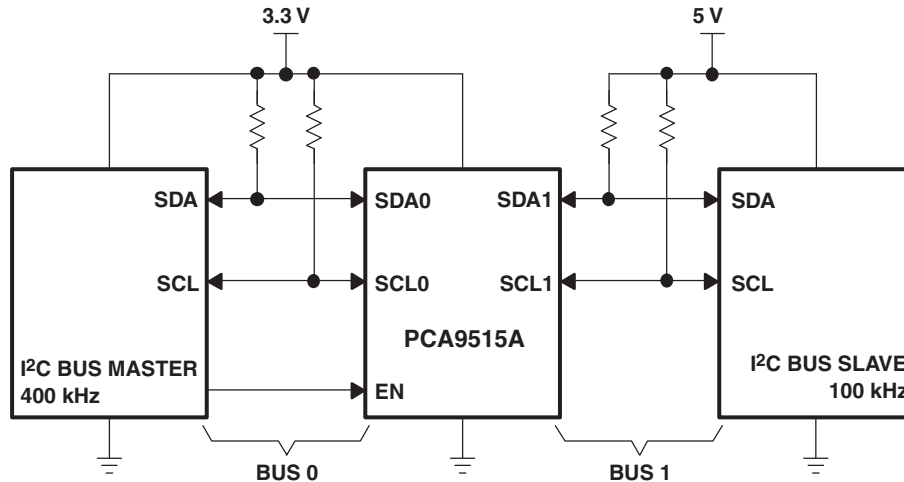 3.3 V
5 V
SDA
SDA0
SDA1
SDA
SCL
SCL0
SCL1
SCL
PCA9515A
I²C BUS MASTER
400 kHz
EN
I²C BUS SLAVE
100 kHz
BUS 0
BUS 1